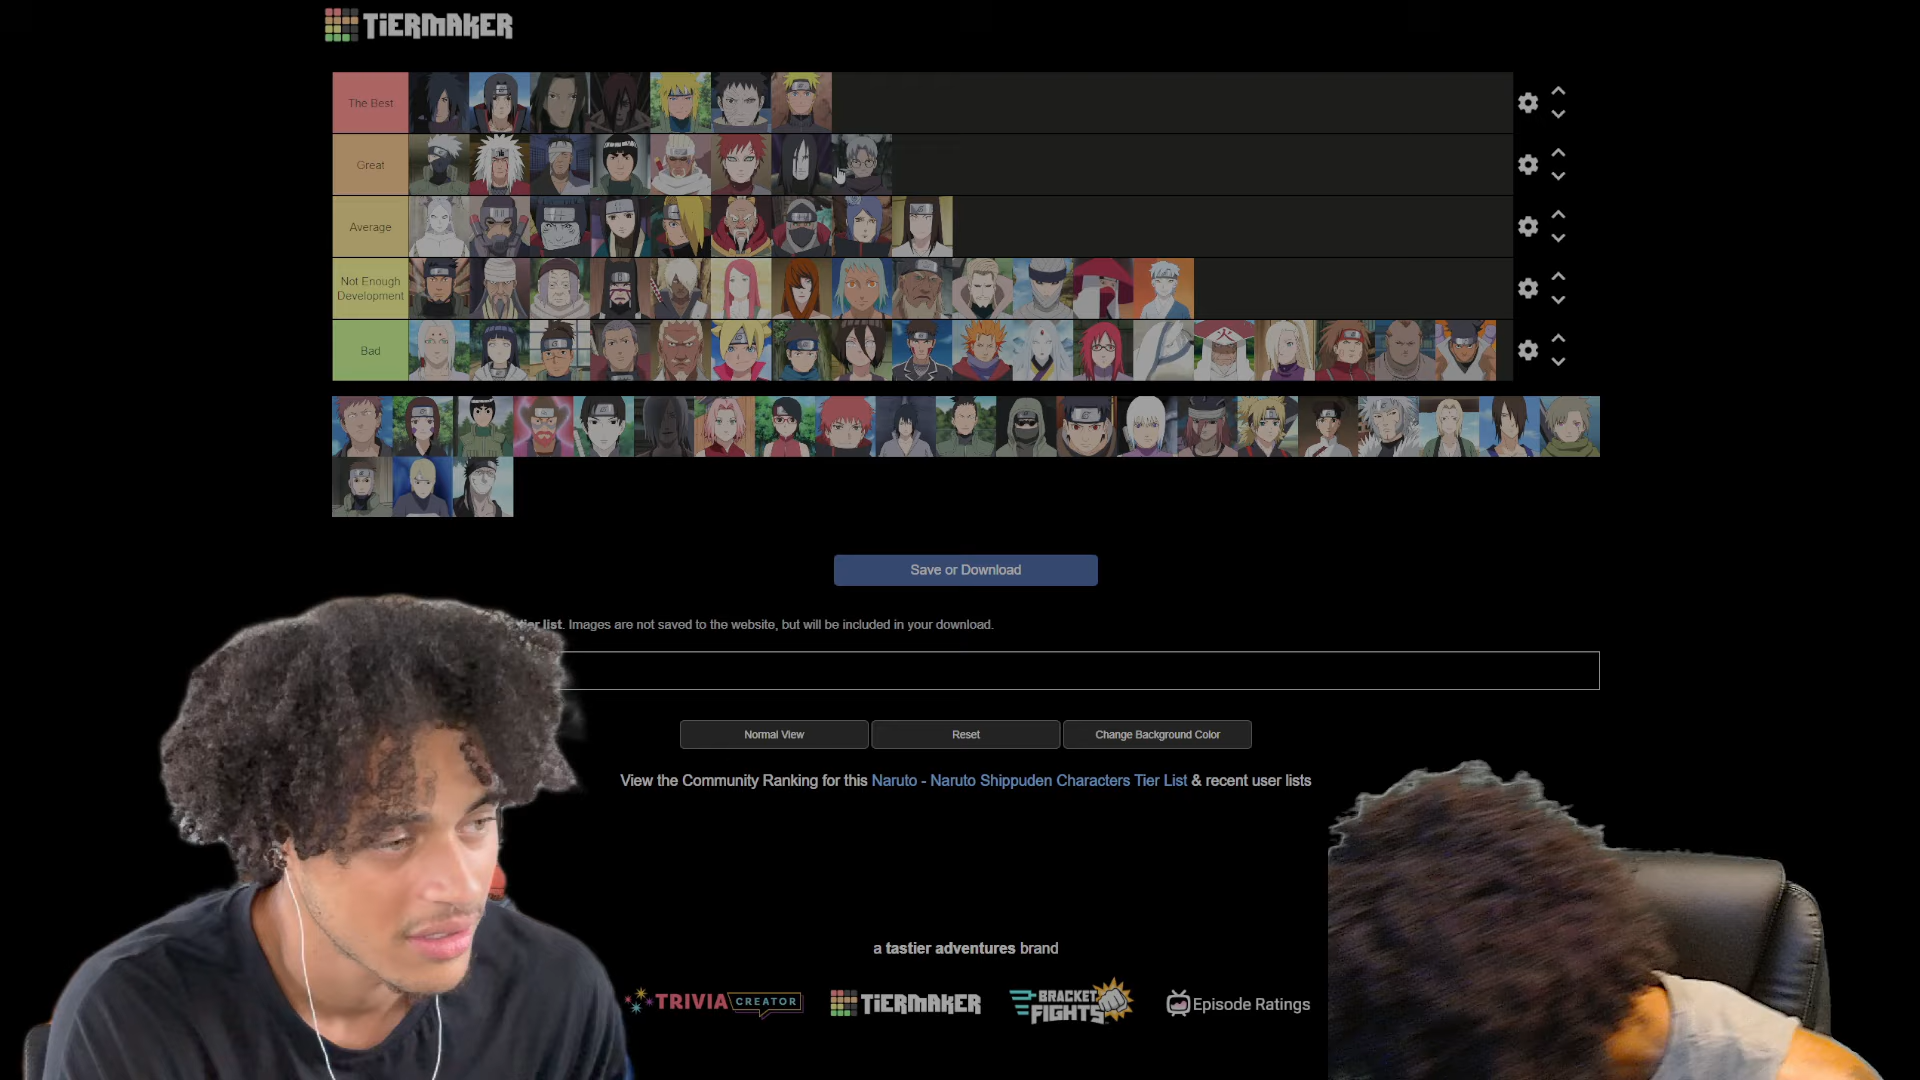 TiERMAKER
The Best
Great
Average
Not Enough
Development
Bad
Save or Download
tier list. Images are not saved to the website, but will be included in your download.
Normal View
Reset
Change Background Color
View the Community Ranking for this Naruto - Naruto Shippuden Characters Tier List & recent user lists
a tastier adventures brand
TRIVIA CREATOR
TiERMAKER
BRACKET
FIGHTS
Episode Ratings